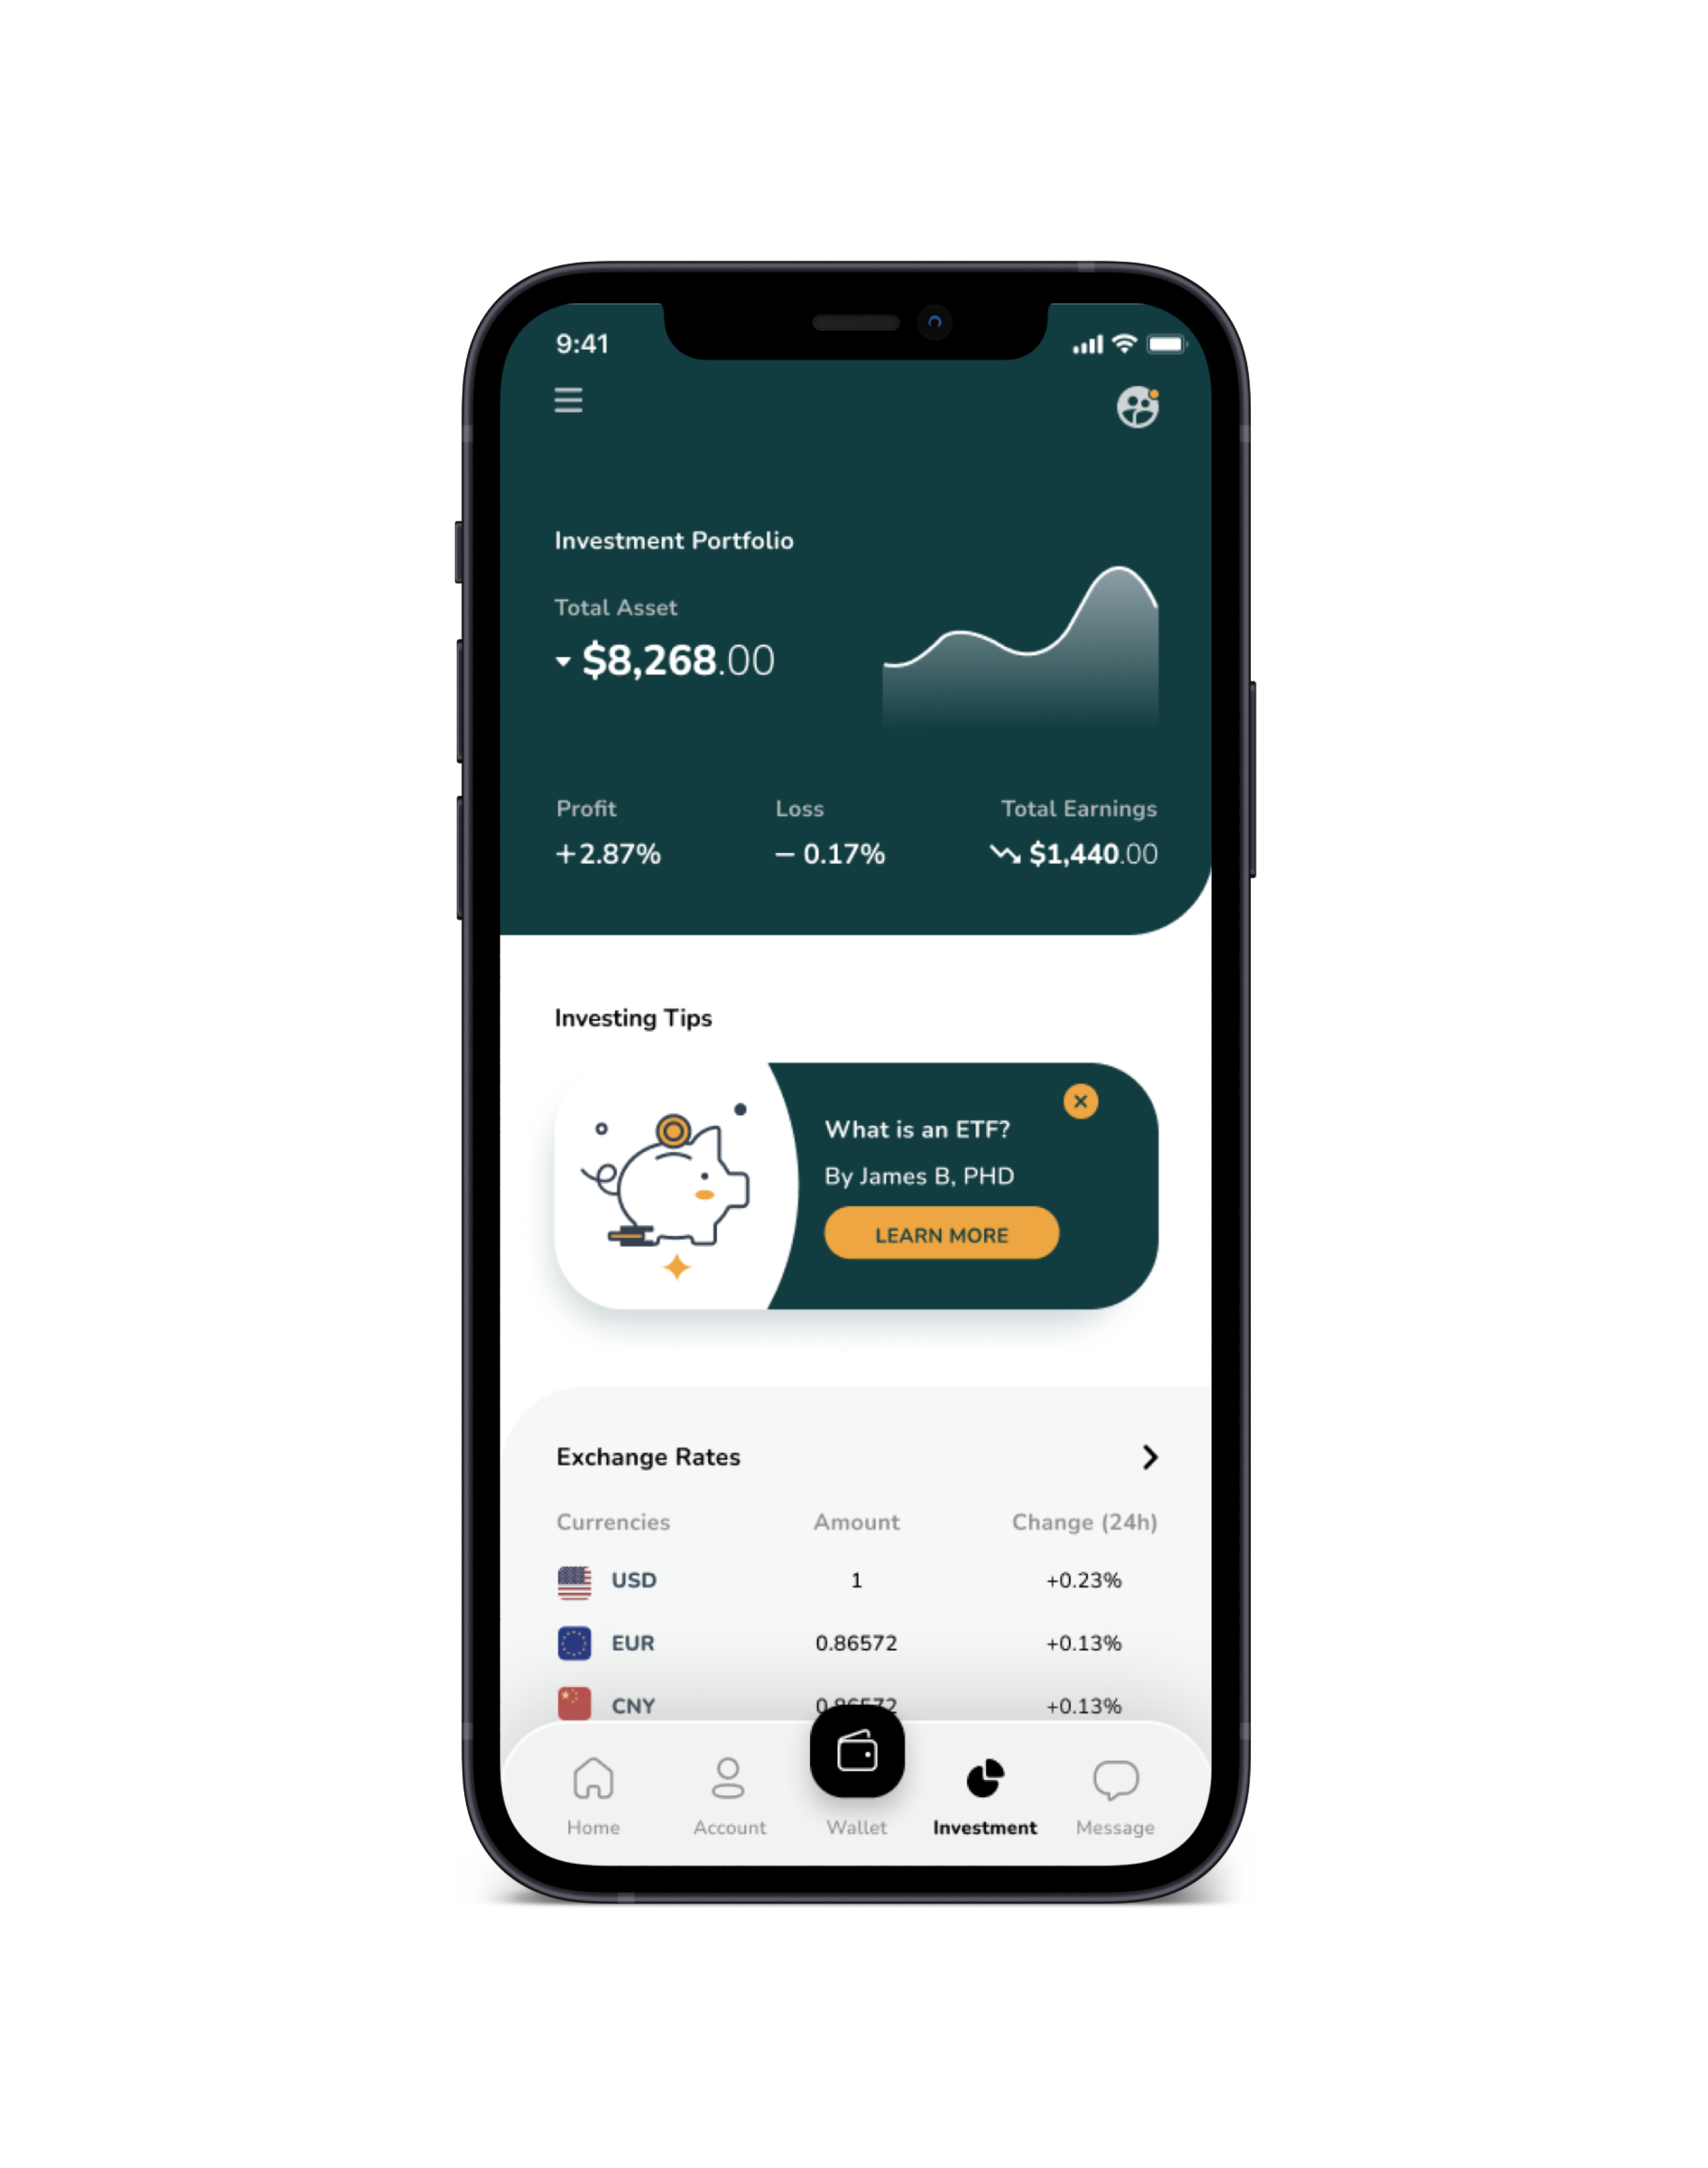 9:41
Investment Portfolio
Total Asset
$8,268.00
Profit Loss Total Earnings
+2.87% – 0.17% $1,440.00
Investing Tips
What is an ETF?
By James B, PHD
LEARN MORE
Exchange Rates
Currencies Amount Change (24h)
USD 1 +0.23%
EUR 0.86572 +0.13%
CNY 0.86572 +0.13%
Home Account Wallet Investment Message